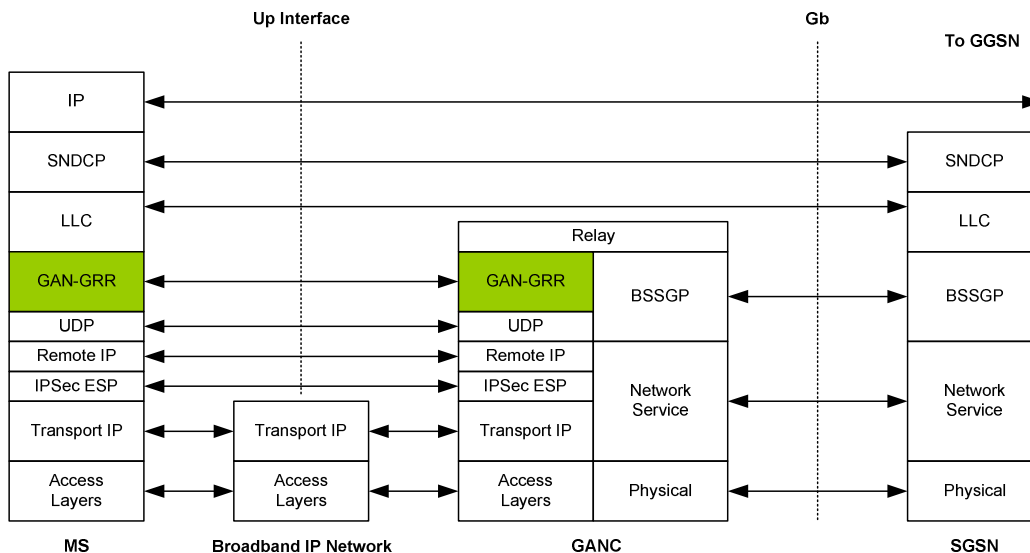 Up Interface
Gb
To GGSN
IP
SNDCP
SNDCP
LLC
LLC
Relay
GAN-GRR
GAN-GRR
BSSGP
BSSGP
UDP
UDP
Remote IP
Remote IP
IPSec ESP
IPSec ESP
Network
Service
Network
Service
Transport IP
Transport IP
Transport IP
Access
Layers
Access
Layers
Access
Layers
Physical
Physical
MS
Broadband IP Network
GANC
SGSN